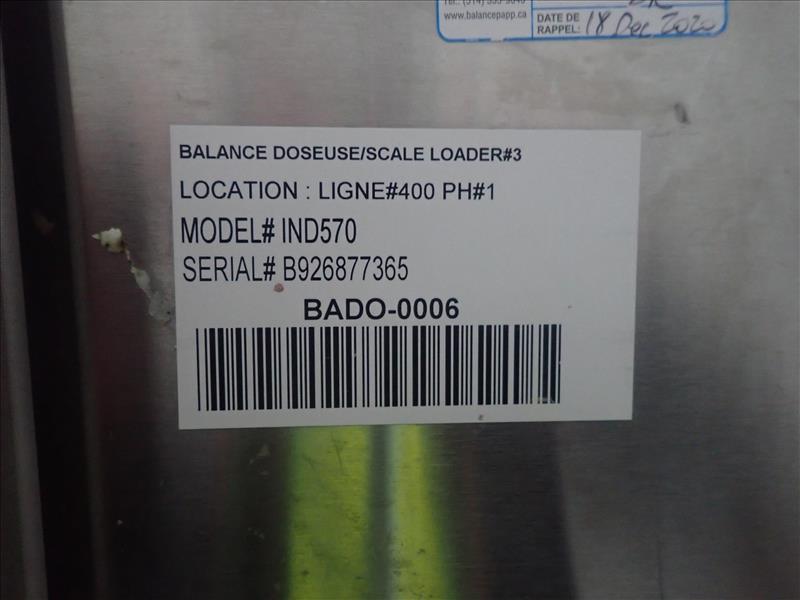 www.balancepapp.ca
DATE DE
RAPPEL: 18 Dec 2020
BALANCE DOSEUSE/SCALE LOADER#3
LOCATION : LIGNE#400 PH#1
MODEL# IND570
SERIAL# B926877365
BADO-0006